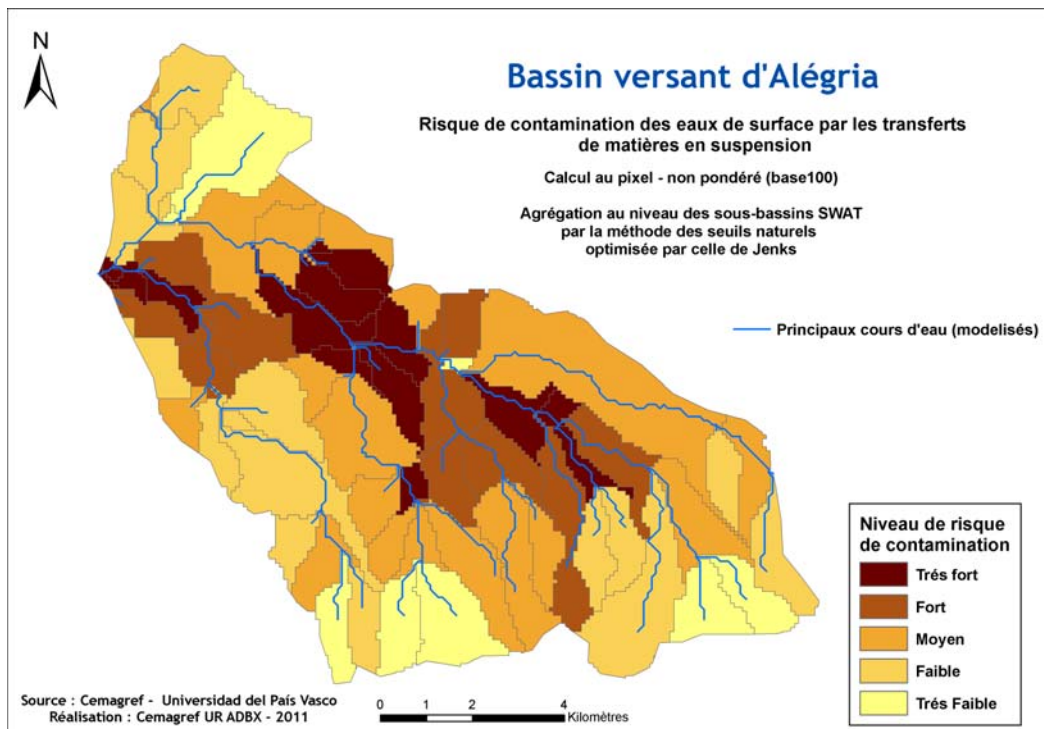 N
Bassin versant d'Alégria
Risque de contamination des eaux de surface par les transferts
de matières en suspension
Calcul au pixel - non pondéré (base100)
Agrégation au niveau des sous-bassins SWAT
par la méthode des seuils naturels
optimisée par celle de Jenks
Principaux cours d'eau (modelisés)
Niveau de risque
de contamination
Trés fort
Fort
Moyen
Faible
Trés Faible
Source : Cemagref - Universidad del País Vasco
Réalisation : Cemagref UR ADBX - 2011
0 1 2 4
Kilomètres